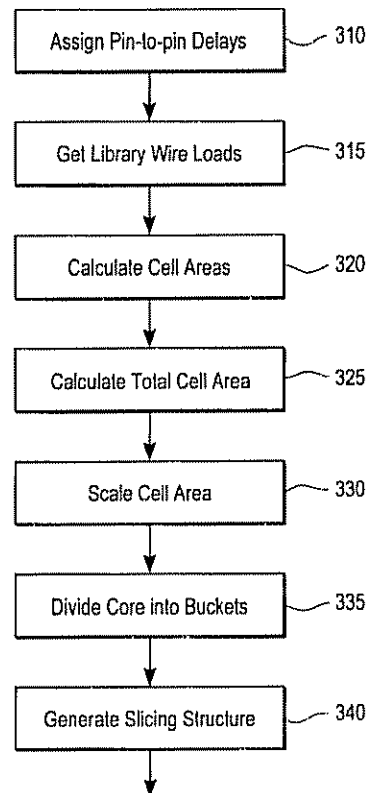 Assign Pin-to-pin Delays 310
Get Library Wire Loads 315
Calculate Cell Areas 320
Calculate Total Cell Area 325
Scale Cell Area 330
Divide Core into Buckets 335
Generate Slicing Structure 340